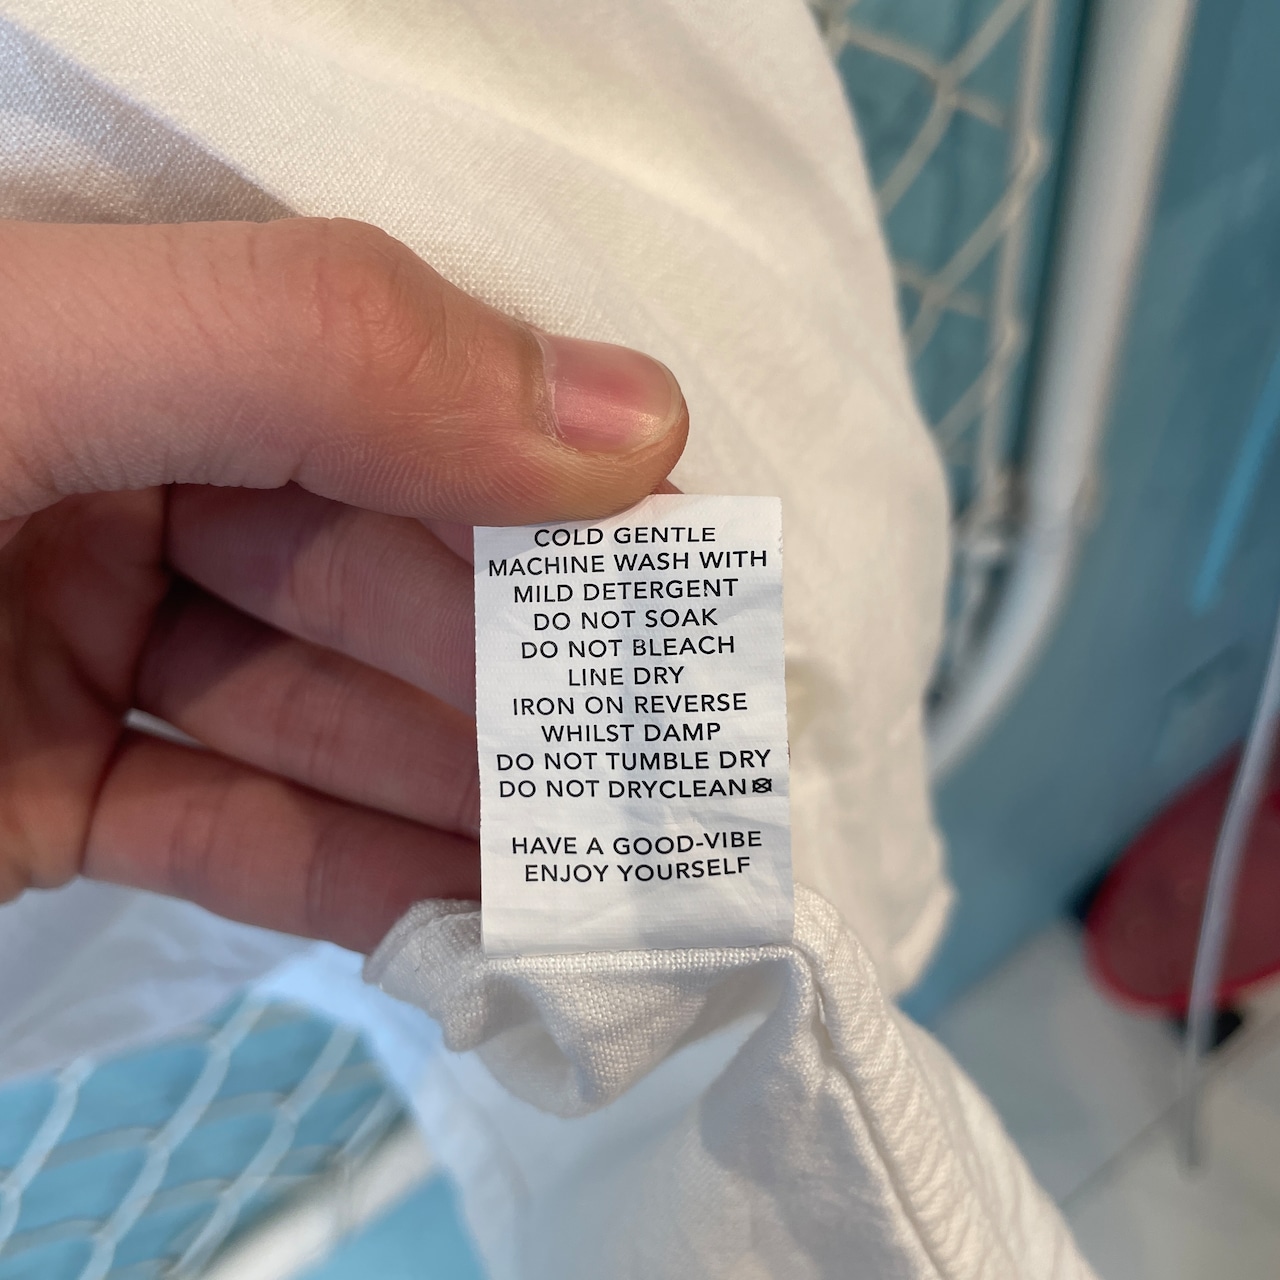 COLD GENTLE
MACHINE WASH WITH
MILD DETERGENT
DO NOT SOAK
DO NOT BLEACH
LINE DRY
IRON ON REVERSE
WHILST DAMP
DO NOT TUMBLE DRY
DO NOT DRYCLEAN
HAVE A GOOD-VIBE
ENJOY YOURSELF